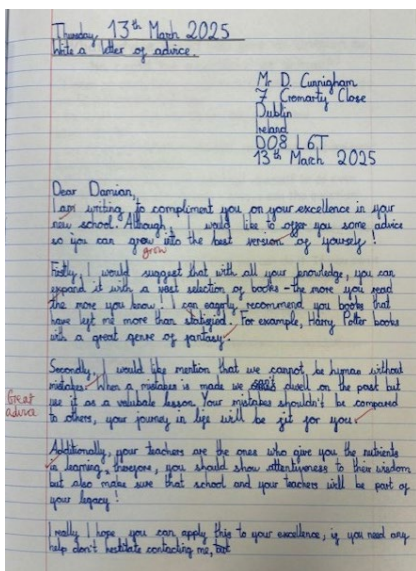 Thursday, 13th March 2025
Write a letter of advice.
Mr D. Cunnigham
7 Cromarty Close
Dublin
Ireland
D08 L6T
13th March 2025
Dear Damian,
I am writing to compliment you on your excellence in your
new school. Although, I would like to offer you some advice
so you can grow into the best version of yourself!
grow
Firstly, I would suggest that with all your knowledge, you can
expand it with a vast selection of books - the more you read
the more you know! I can eagerly recommend you books that
have left me more than statisfied. For example, Harry Potter books
with a great genre of fantasy.
Secondly, I would like mention that we cannot be human without
mistakes. When a mistakes is made we dwell on the past but
use it as a valubale lesson. Your mistakes shouldn't be compared
Great
advice
to others, your journey in life will be fit for you.
Additionally, your teachers are the ones who give you the nutrients
in learning, therefore, you should show attentyeness to their wisdom
but also make sure that school and your teachers will be part of
your legacy!
I really I hope you can apply this to your excellence, if you need any
help don't hestitate contacting me, but